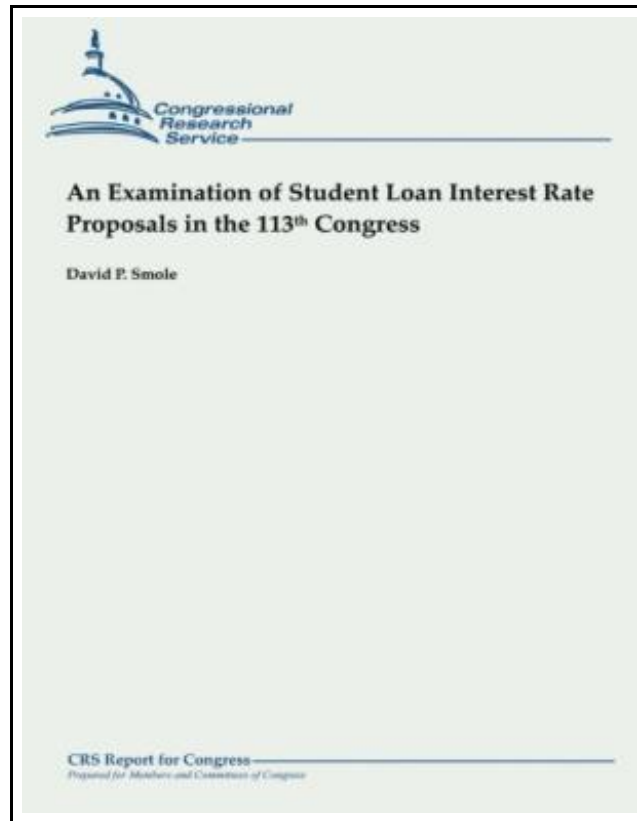 Congressional
Research
Service
An Examination of Student Loan Interest Rate
Proposals in the 113th Congress
David P. Smole
CRS Report for Congress
Prepared for Members and Committees of Congress